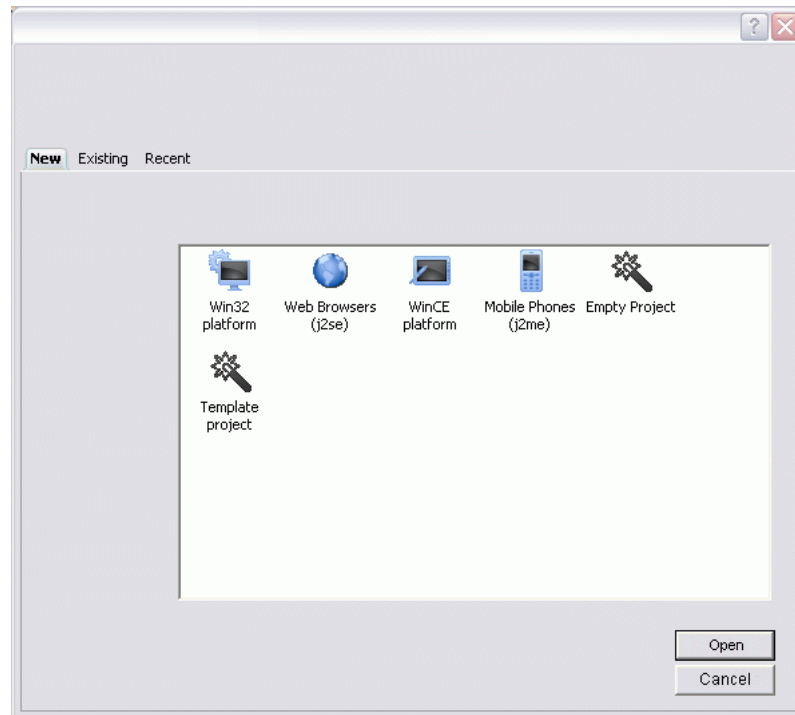 New Existing Recent
Win32 platform
Web Browsers (j2se)
WinCE platform
Mobile Phones (j2me)
Empty Project
Template project
Open
Cancel